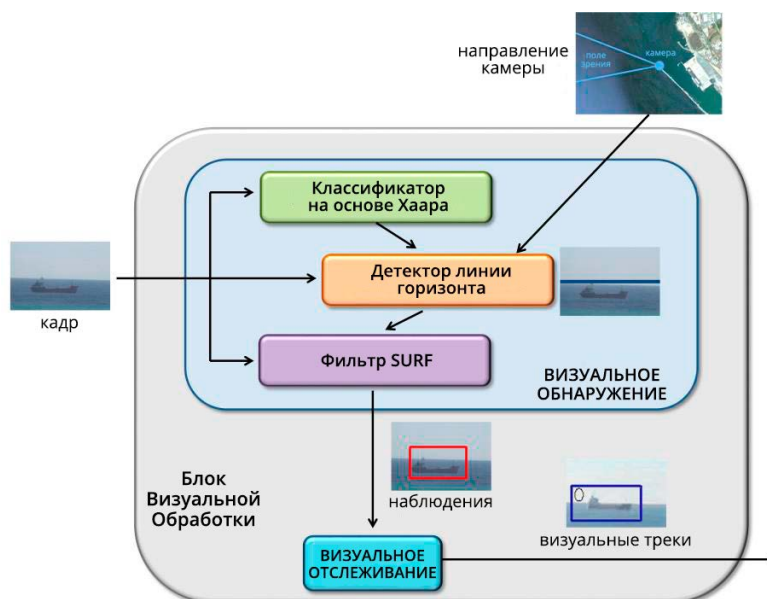 направление
камеры
поле
зрения
камера
Классификатор
на основе Хаара
Детектор линии
горизонта
кадр
Фильтр SURF
ВИЗУАЛЬНОЕ
ОБНАРУЖЕНИЕ
Блок
Визуальной
Обработки
наблюдения
визуальные треки
ВИЗУАЛЬНОЕ
ОТСЛЕЖИВАНИЕ